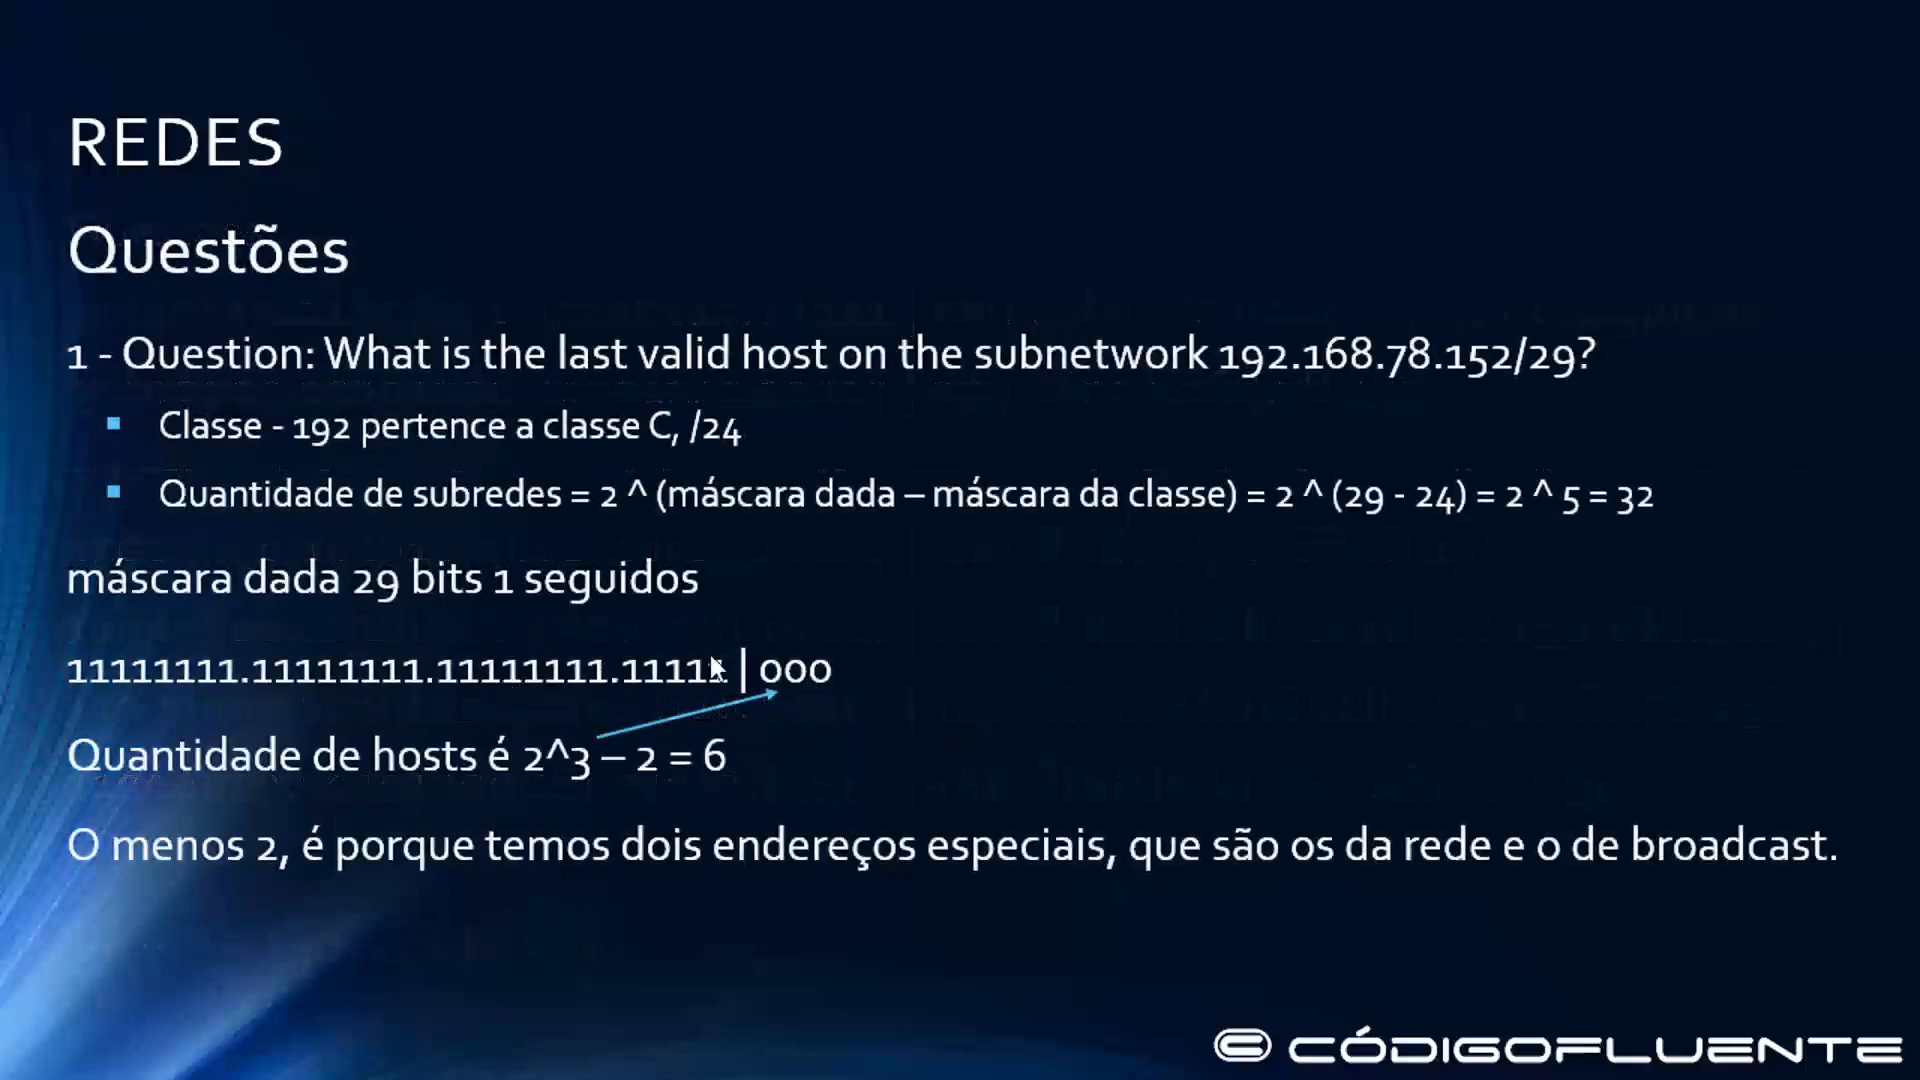 REDES
Questões
1 - Question: What is the last valid host on the subnetwork 192.168.78.152/29?
Classe - 192 pertence a classe C, /24
Quantidade de subredes = 2 ^ (máscara dada – máscara da classe) = 2 ^ (29 - 24) = 2 ^ 5 = 32
máscara dada 29 bits 1 seguidos
11111111.11111111.11111111.11111 | 000
Quantidade de hosts é 2^3 – 2 = 6
O menos 2, é porque temos dois endereços especiais, que são os da rede e o de broadcast.
CÓDIGOFLUENTE